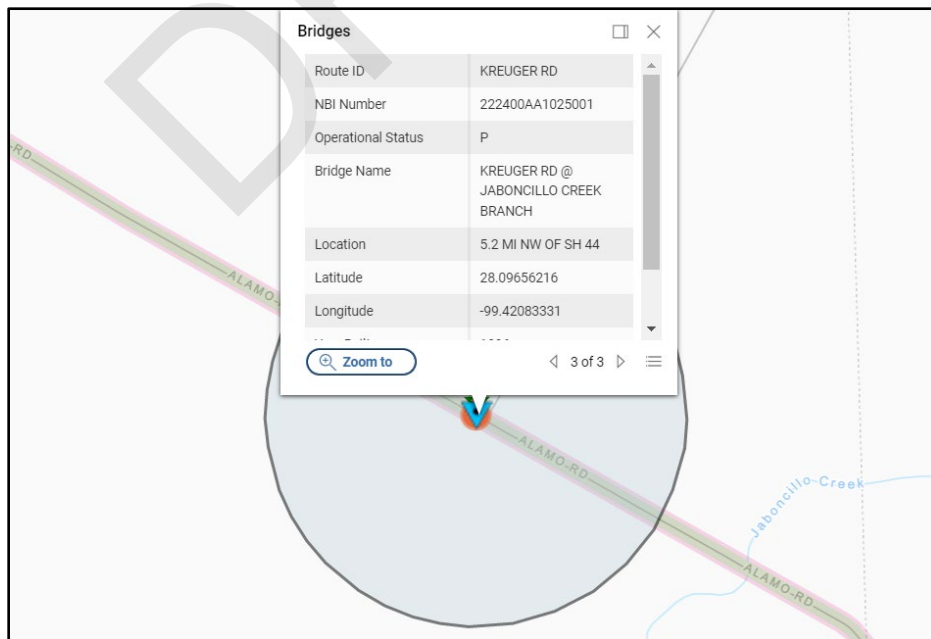 Bridges
Route ID KREUGER RD
NBI Number 222400AA1025001
Operational Status P
Bridge Name KREUGER RD @
JABONCILLO CREEK
BRANCH
Location 5.2 MI NW OF SH 44
Latitude 28.09656216
Longitude -99.42083331
Zoom to 3 of 3
-RD
ALAMO-
ALAMO-RD
Jaboncillo-Creek
ALAMO-RD